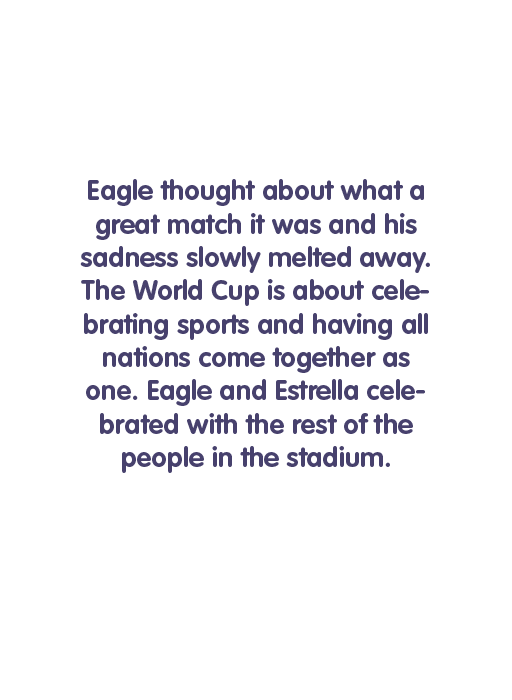 Eagle thought about what a
great match it was and his
sadness slowly melted away.
The World Cup is about cele-
brating sports and having all
nations come together as
one. Eagle and Estrella cele-
brated with the rest of the
people in the stadium.